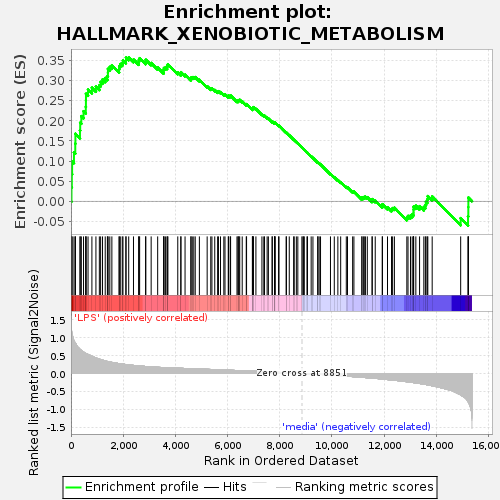 Enrichment plot:
HALLMARK_XENOBIOTIC_METABOLISM
Enrichment score (ES)
0.35
0.30
0.25
0.20
0.15
0.10
0.05
0.00
-0.05
Ranked list metric (Signal2Noise)
1.5
1.0
0.5
0.0
-0.5
-1.0
-1.5
'LPS' (positively correlated)
Zero cross at 8851
'media' (negatively correlated)
0 2,000 4,000 6,000 8,000 10,000 12,000 14,000 16,000
Rank in Ordered Dataset
Enrichment profile Hits Ranking metric scores